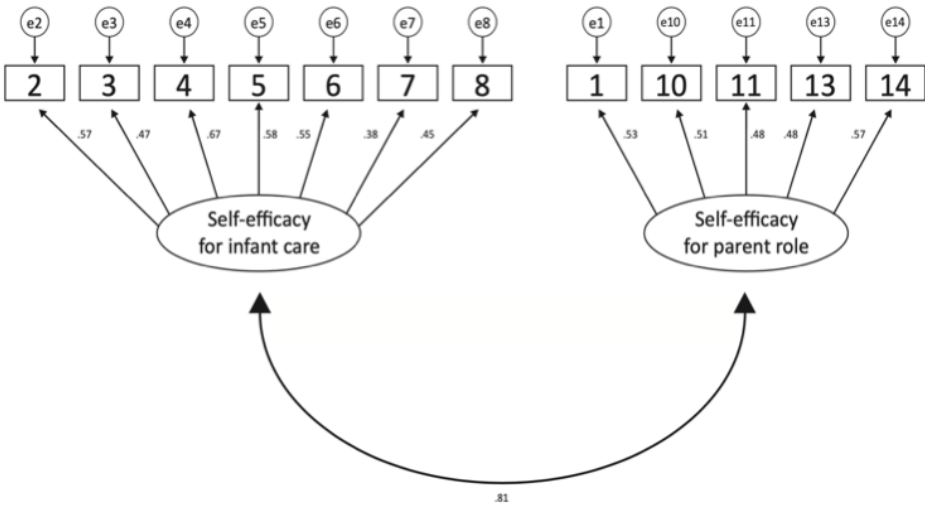 e2 e3 e4 e5 e6 e7 e8 e1 e10 e11 e13 e14
2 3 4 5 6 7 8 1 10 11 13 14
.57 .47 .67 .58 .55 .38 .45 .53 .51 .48 .48 .57
Self-efficacy
for infant care
Self-efficacy
for parent role
.81